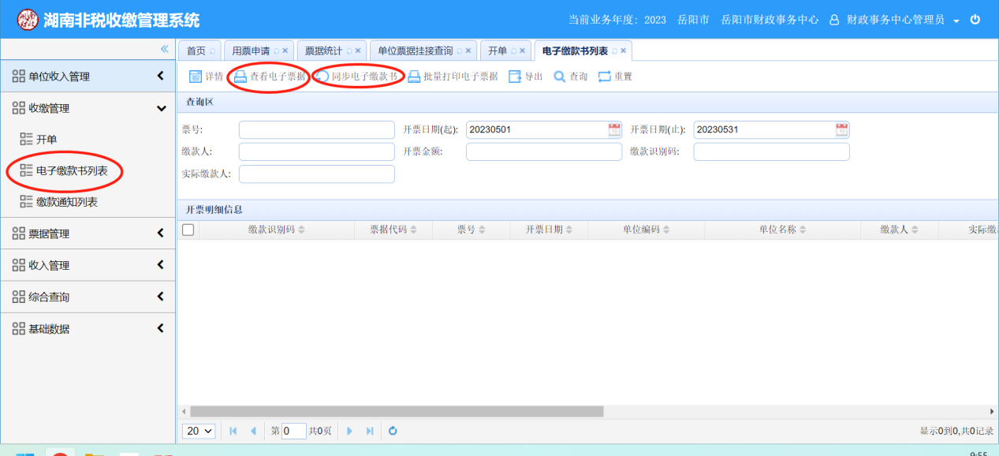 湖南非税收缴管理系统 当前业务年度: 2023 岳阳市 岳阳市财政事务中心 财政事务中心管理员
首页 用票申请 票据统计 单位票据挂接查询 开单 电子缴款书列表
单位收入管理
收缴管理
开单
电子缴款书列表
缴款通知列表
票据管理
收入管理
综合查询
基础数据
详情 查看电子票据 同步电子缴款书 批量打印电子票据 导出 查询 重置
查询区
票号: 开票日期(起): 20230501 开票日期(止): 20230531
缴款人: 开票金额: 缴款识别码:
实际缴款人:
开票明细信息
缴款识别码 票据代码 票号 开票日期 单位编码 单位名称 缴款人 实际缴
20 第 0 共0页 显示0到0,共0记录
9:55